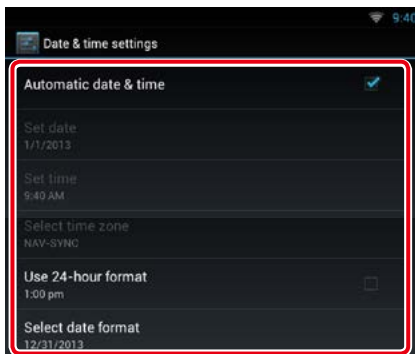 9:40
Date & time settings
Automatic date & time
Set date
1/1/2013
Set time
9:40 AM
Select time zone
NAV-SYNC
Use 24-hour format
1:00 pm
Select date format
12/31/2013